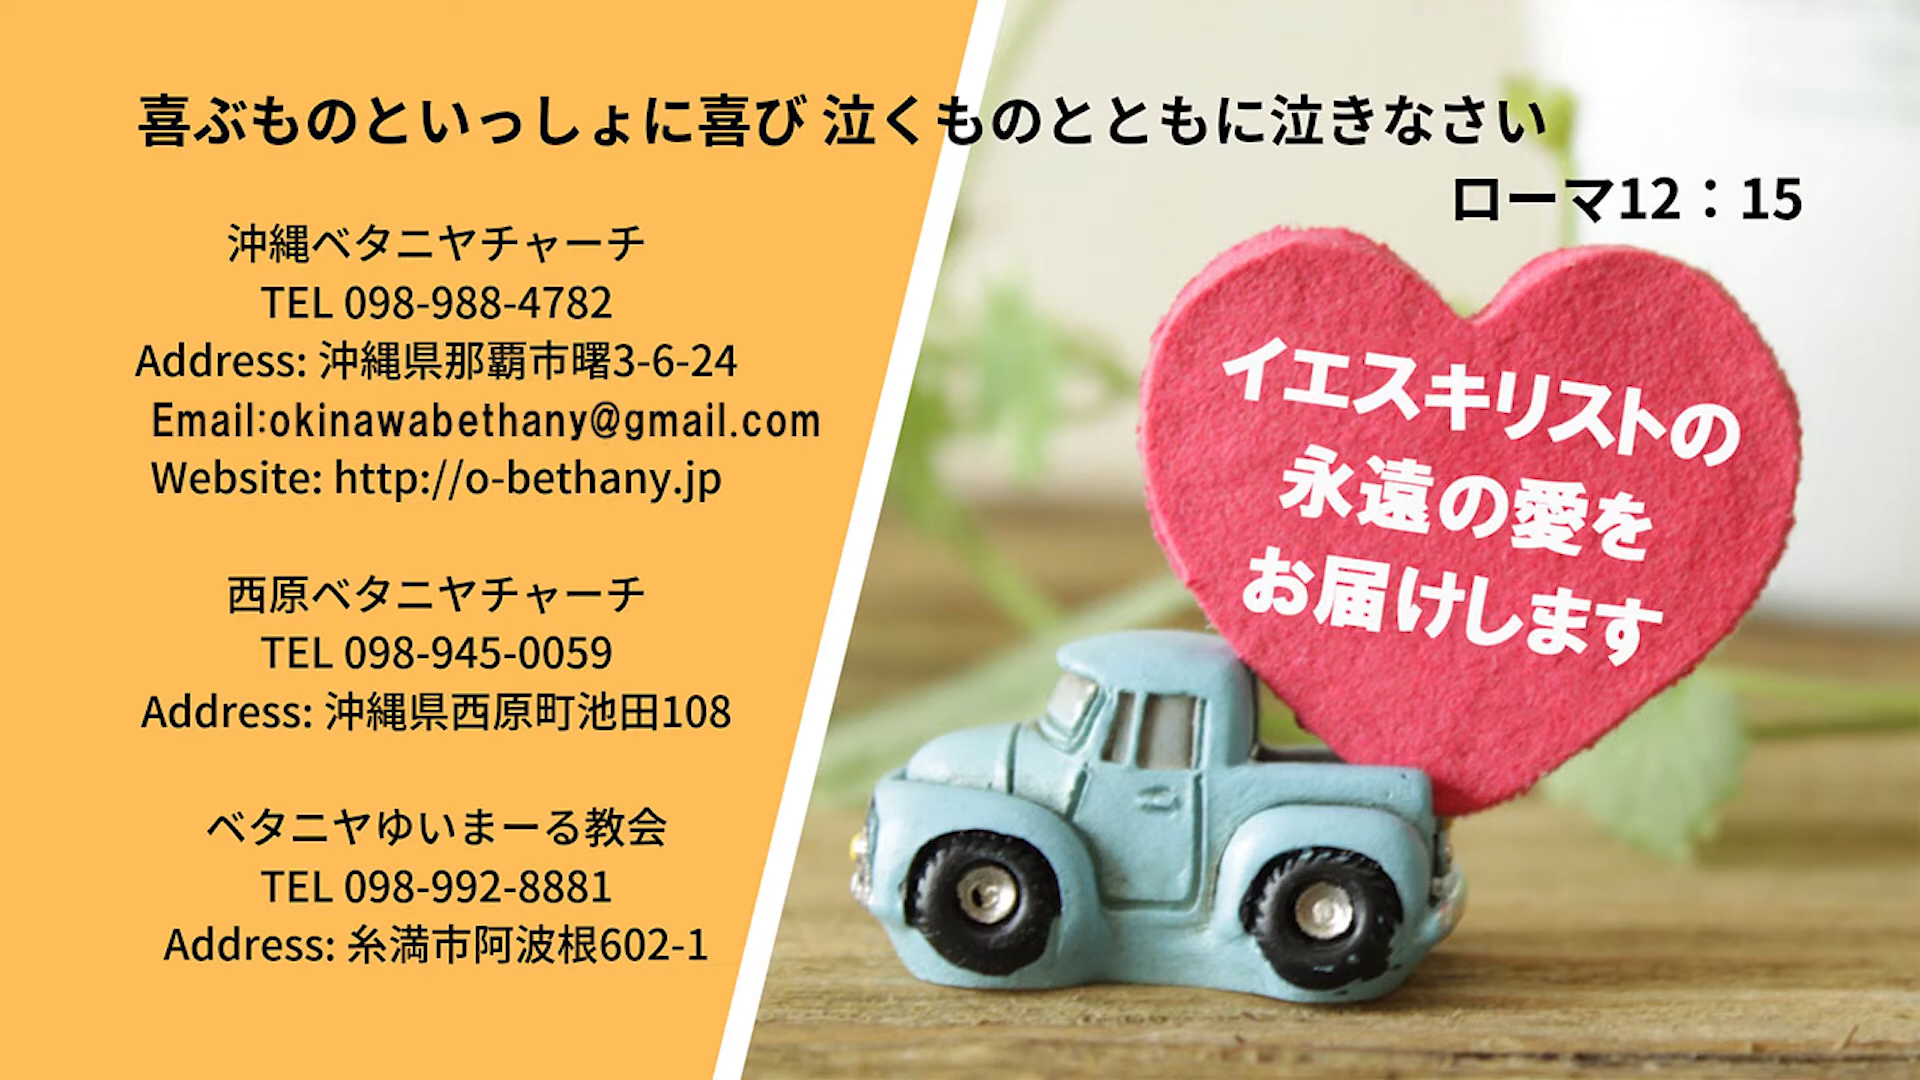 喜ぶものといっしょに喜び 泣くものとともに泣きなさい
ローマ12：15
沖縄ベタニヤチャーチ
TEL 098-988-4782
Address: 沖縄県那覇市曙3-6-24
Email:okinawabethany@gmail.com
Website: http://o-bethany.jp
西原ベタニヤチャーチ
TEL 098-945-0059
Address: 沖縄県西原町池田108
ベタニヤゆいまーる教会
TEL 098-992-8881
Address: 糸満市阿波根602-1
イエスキリストの
永遠の愛を
お届けします